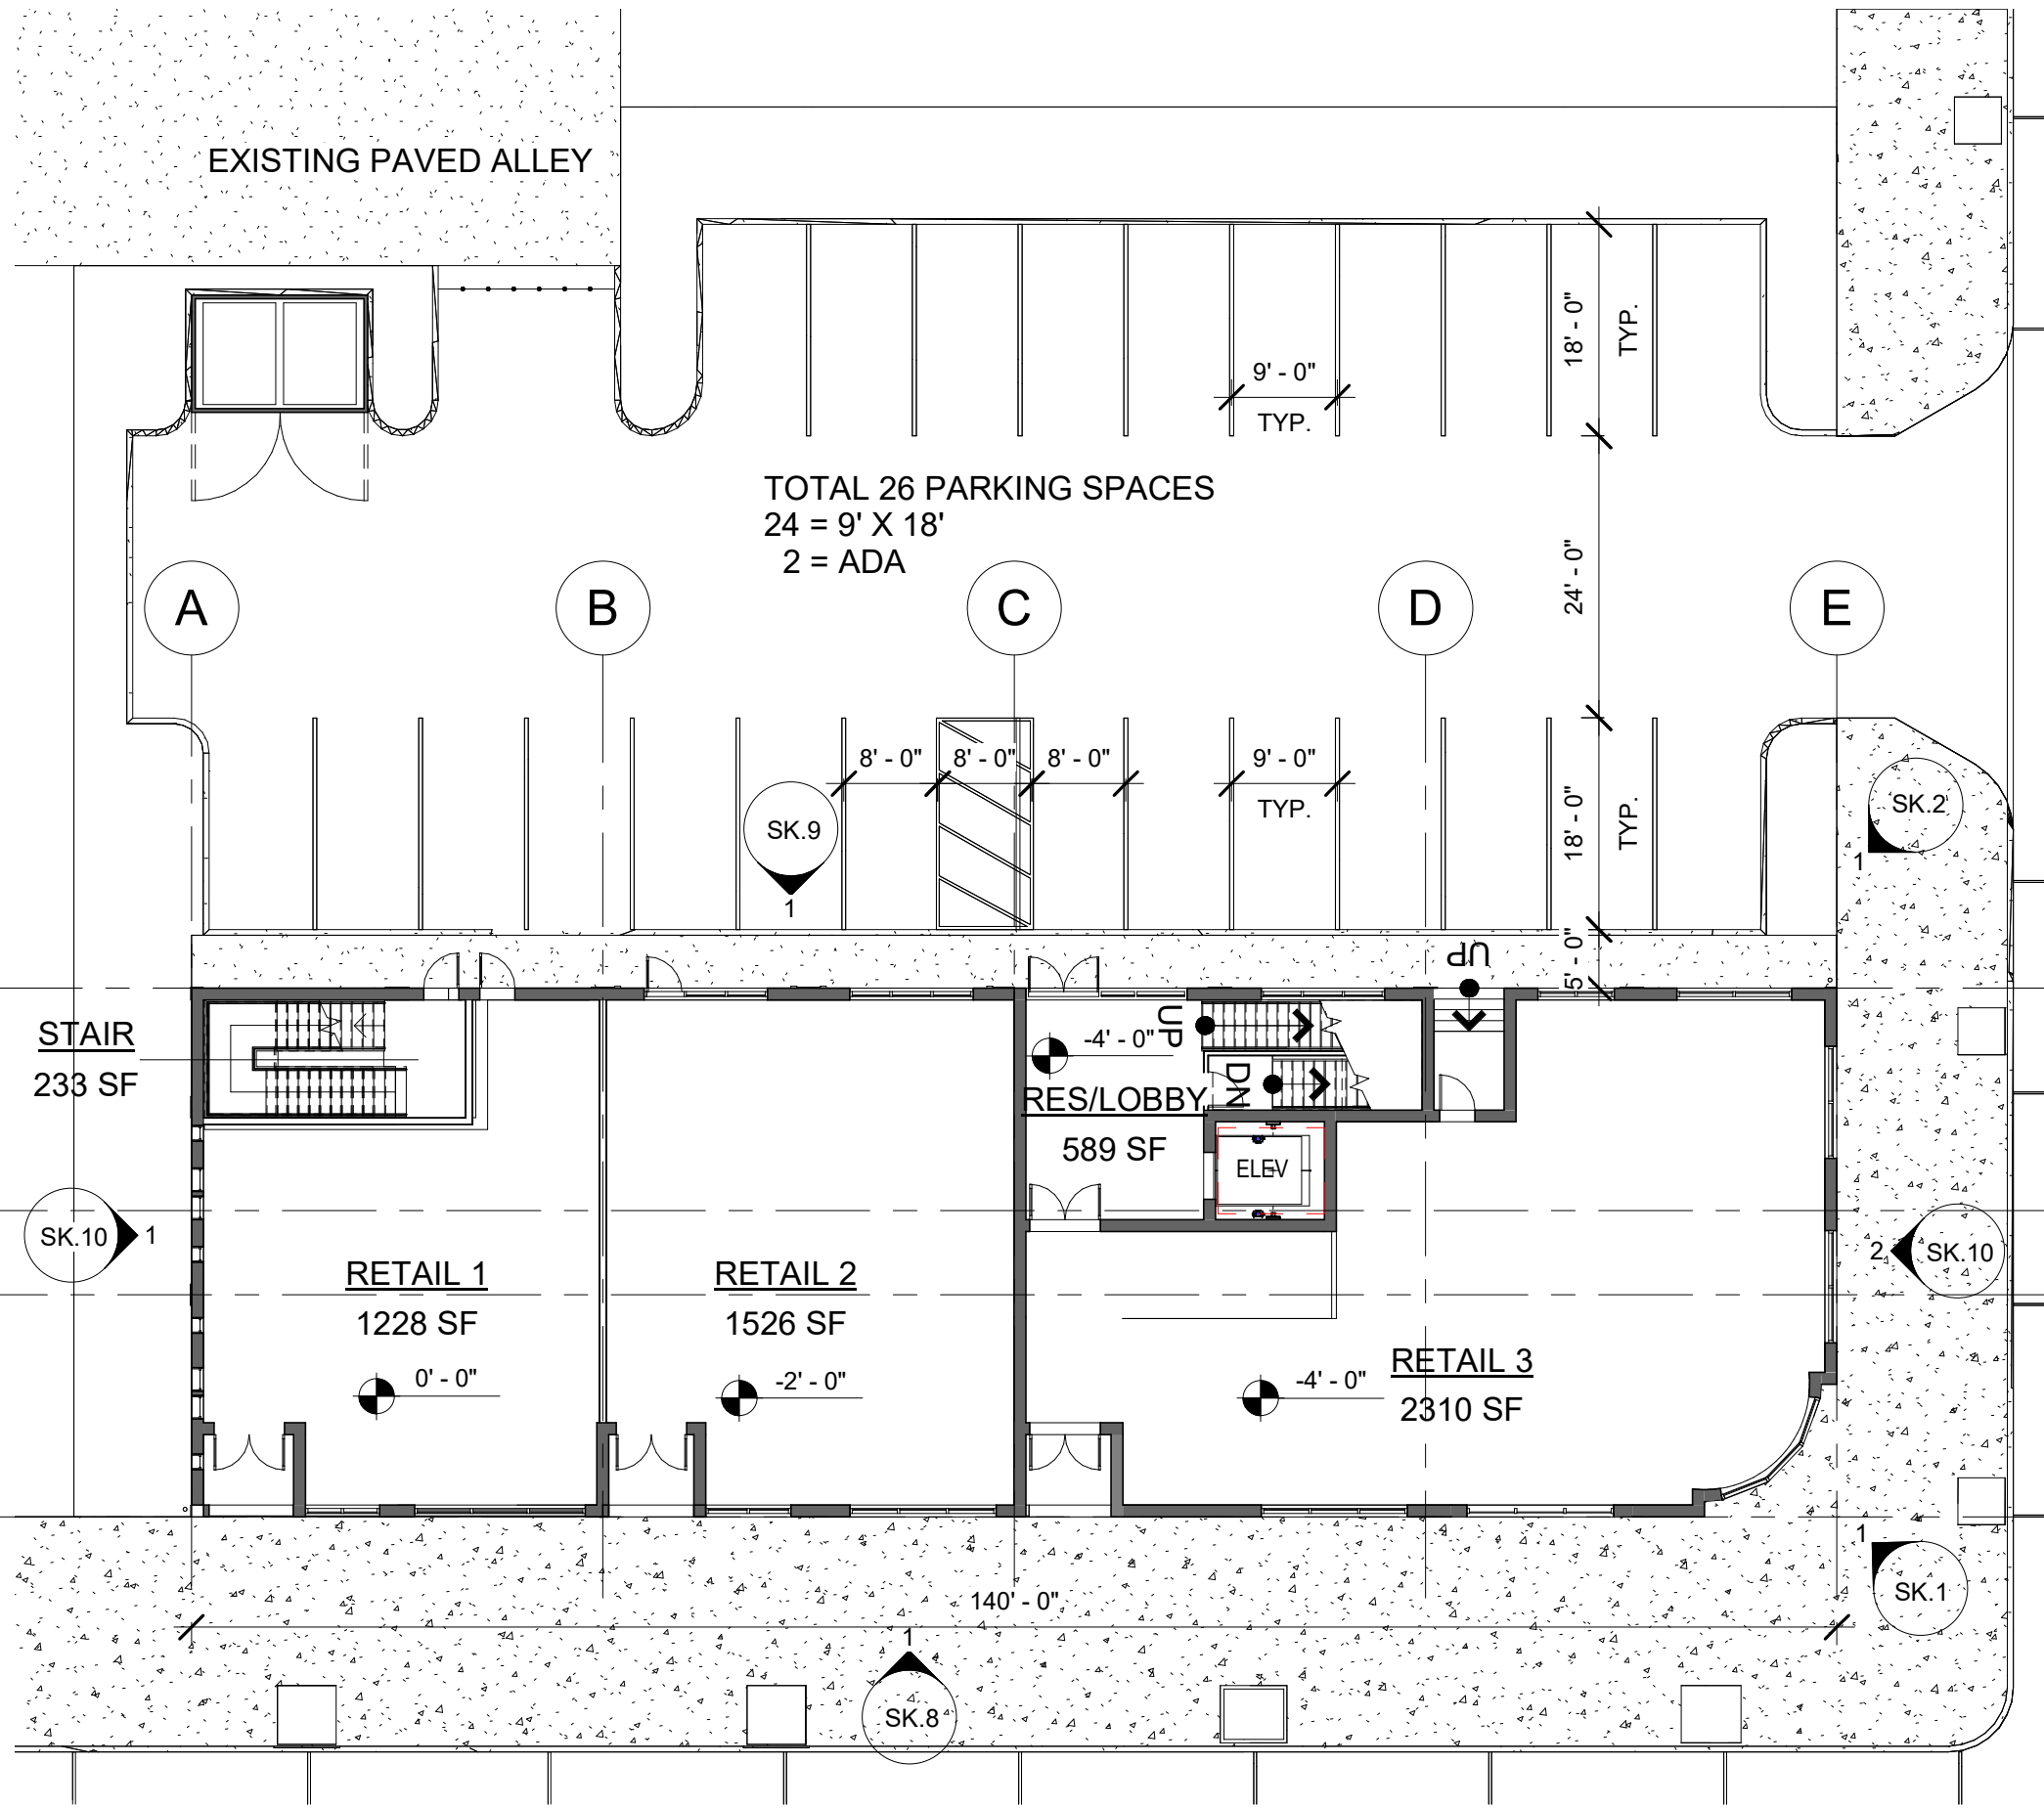 EXISTING PAVED ALLEY
18' - 0"
TYP.
9' - 0"
TYP.
TOTAL 26 PARKING SPACES
24 = 9' X 18'
2 = ADA
24' - 0"
A
B
C
D
E
8' - 0"
8' - 0"
8' - 0"
9' - 0"
TYP.
18' - 0"
TYP.
SK.9
1
SK.2
1
5' - 0"
UP
STAIR
233 SF
UP
-4' - 0"
DN
RES/LOBBY
589 SF
ELEV
SK.10
1
2
SK.10
RETAIL 1
1228 SF
0' - 0"
RETAIL 2
1526 SF
-2' - 0"
RETAIL 3
2310 SF
-4' - 0"
1
SK.1
140' - 0"
1
SK.8